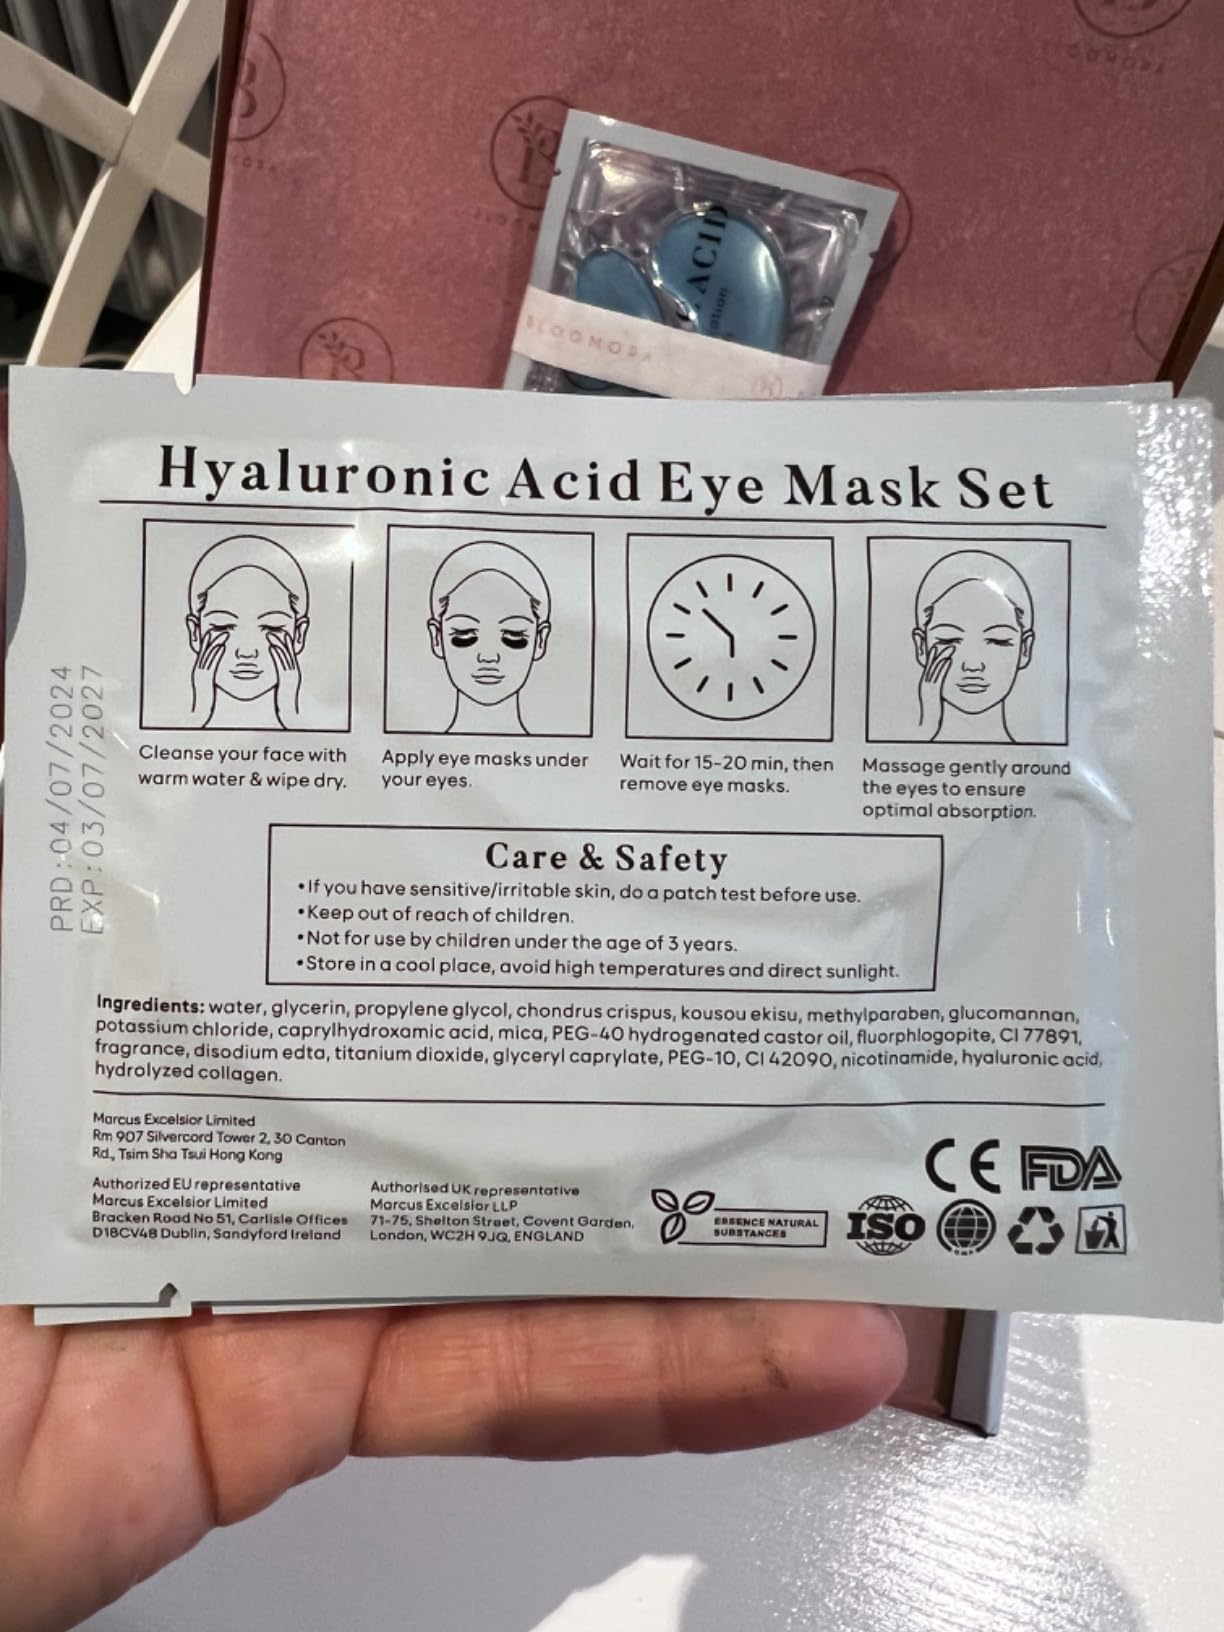 BLOOMORA
Hyaluronic Acid Eye Mask Set
Cleanse your face with
warm water & wipe dry.
Apply eye masks under
your eyes.
Wait for 15-20 min, then
remove eye masks.
Massage gently around
the eyes to ensure
optimal absorption.
PRD:04/07/2024
EXP:03/07/2027
Care & Safety
•If you have sensitive/irritable skin, do a patch test before use.
•Keep out of reach of children.
•Not for use by children under the age of 3 years.
•Store in a cool place, avoid high temperatures and direct sunlight.
Ingredients: water, glycerin, propylene glycol, chondrus crispus, kousou ekisu, methylparaben, glucomannan,
potassium chloride, caprylhydroxamic acid, mica, PEG-40 hydrogenated castor oil, fluorphlogopite, CI 77891,
fragrance, disodium edta, titanium dioxide, glyceryl caprylate, PEG-10, CI 42090, nicotinamide, hyaluronic acid,
hydrolyzed collagen.
Marcus Excelsior Limited
Rm 907 Silvercord Tower 2, 30 Canton
Rd., Tsim Sha Tsui Hong Kong
Authorized EU representative
Marcus Excelsior Limited
Bracken Road No 51, Carlisle Offices
D18CV48 Dublin, Sandyford Ireland
Authorised UK representative
Marcus Excelsior LLP
71-75, Shelton Street, Covent Garden,
London, WC2H 9JQ, ENGLAND
ESSENCE NATURAL
SUBSTANCES
CE FDA
ISO